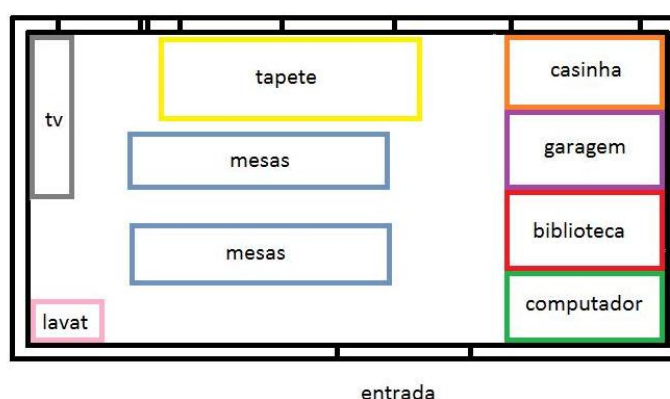 tapete
casinha
tv
garagem
mesas
biblioteca
mesas
computador
lavat
entrada